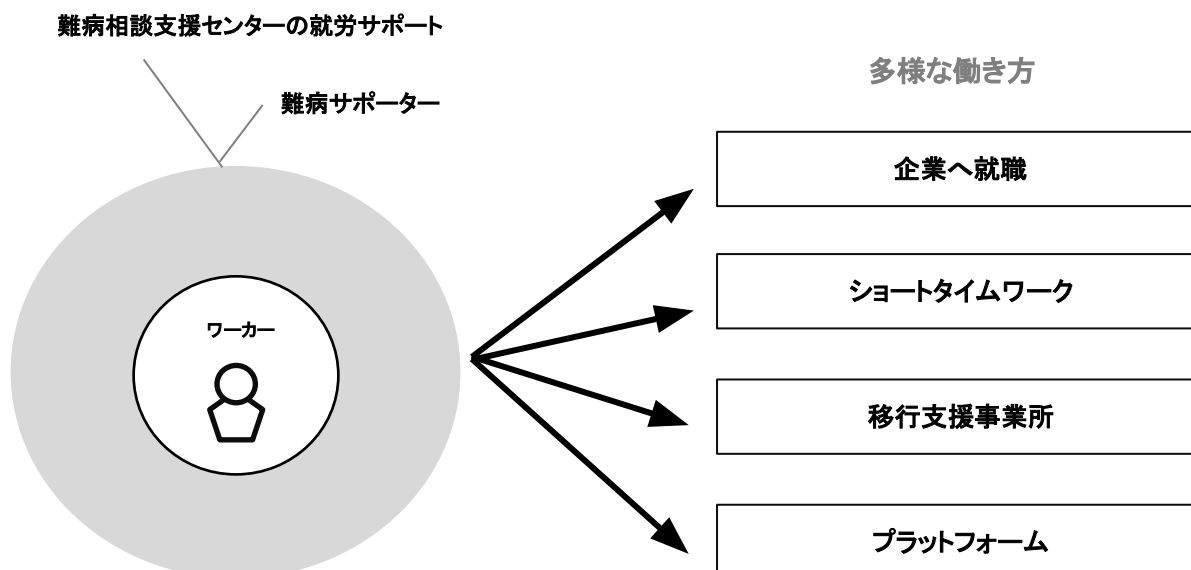 難病相談支援センターの就労サポート
難病サポーター
ワーカー
多様な働き方
企業へ就職
ショートタイムワーク
移行支援事業所
プラットフォーム